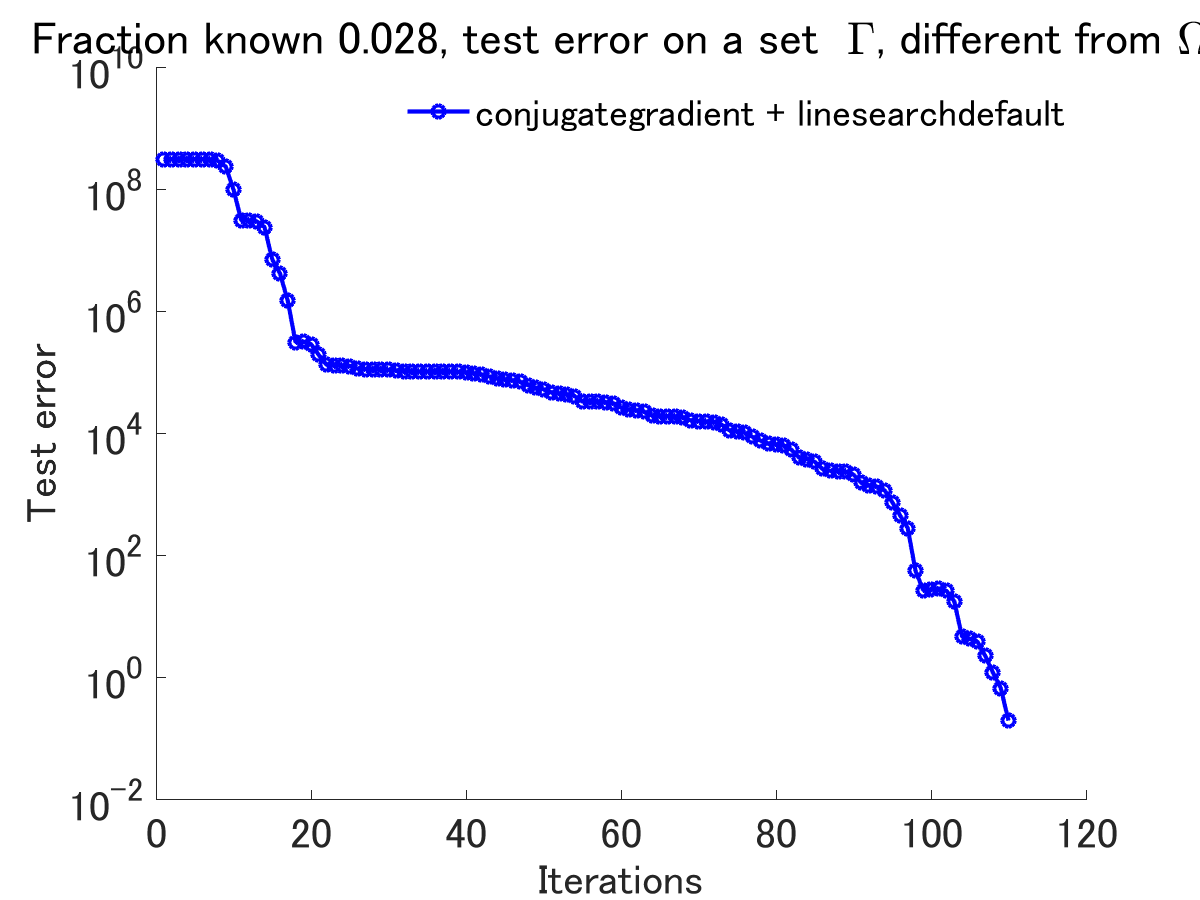 Fraction known 0.028, test error on a set Γ, different from Ω
10^10
conjugategradient + linesearchdefault
10^8
10^6
10^4
10^2
10^0
10^−2
Test error
0 20 40 60 80 100 120
Iterations